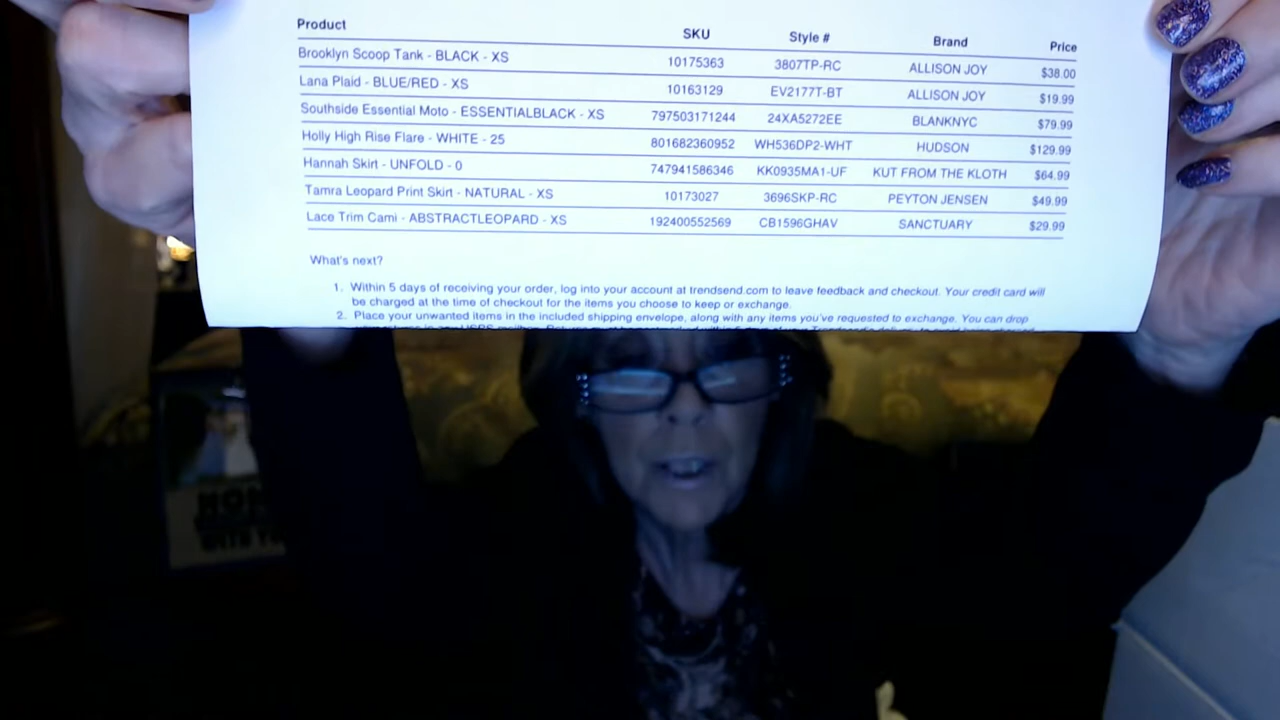 Product SKU Style # Brand Price
Brooklyn Scoop Tank - BLACK - XS 10175363 3807TP-RC ALLISON JOY $38.00
Lana Plaid - BLUE/RED - XS 10163129 EV2177T-BT ALLISON JOY $19.99
Southside Essential Moto - ESSENTIALBLACK - XS 797503171244 24XA5272EE BLANKNYC $79.99
Holly High Rise Flare - WHITE - 25 801682360952 WH536DP2-WHT HUDSON $129.99
Hannah Skirt - UNFOLD - 0 747941586346 KK0935MA1-UF KUT FROM THE KLOTH $64.99
Tamra Leopard Print Skirt - NATURAL - XS 10173027 3696SKP-RC PEYTON JENSEN $49.99
Lace Trim Cami - ABSTRACTLEOPARD - XS 192400552569 CB1596GHAV SANCTUARY $29.99
What's next?
1. Within 5 days of receiving your order, log into your account at trendsend.com to leave feedback and checkout. Your credit card will
be charged at the time of checkout for the items you choose to keep or exchange.
2. Place your unwanted items in the included shipping envelope, along with any items you've requested to exchange. You can drop